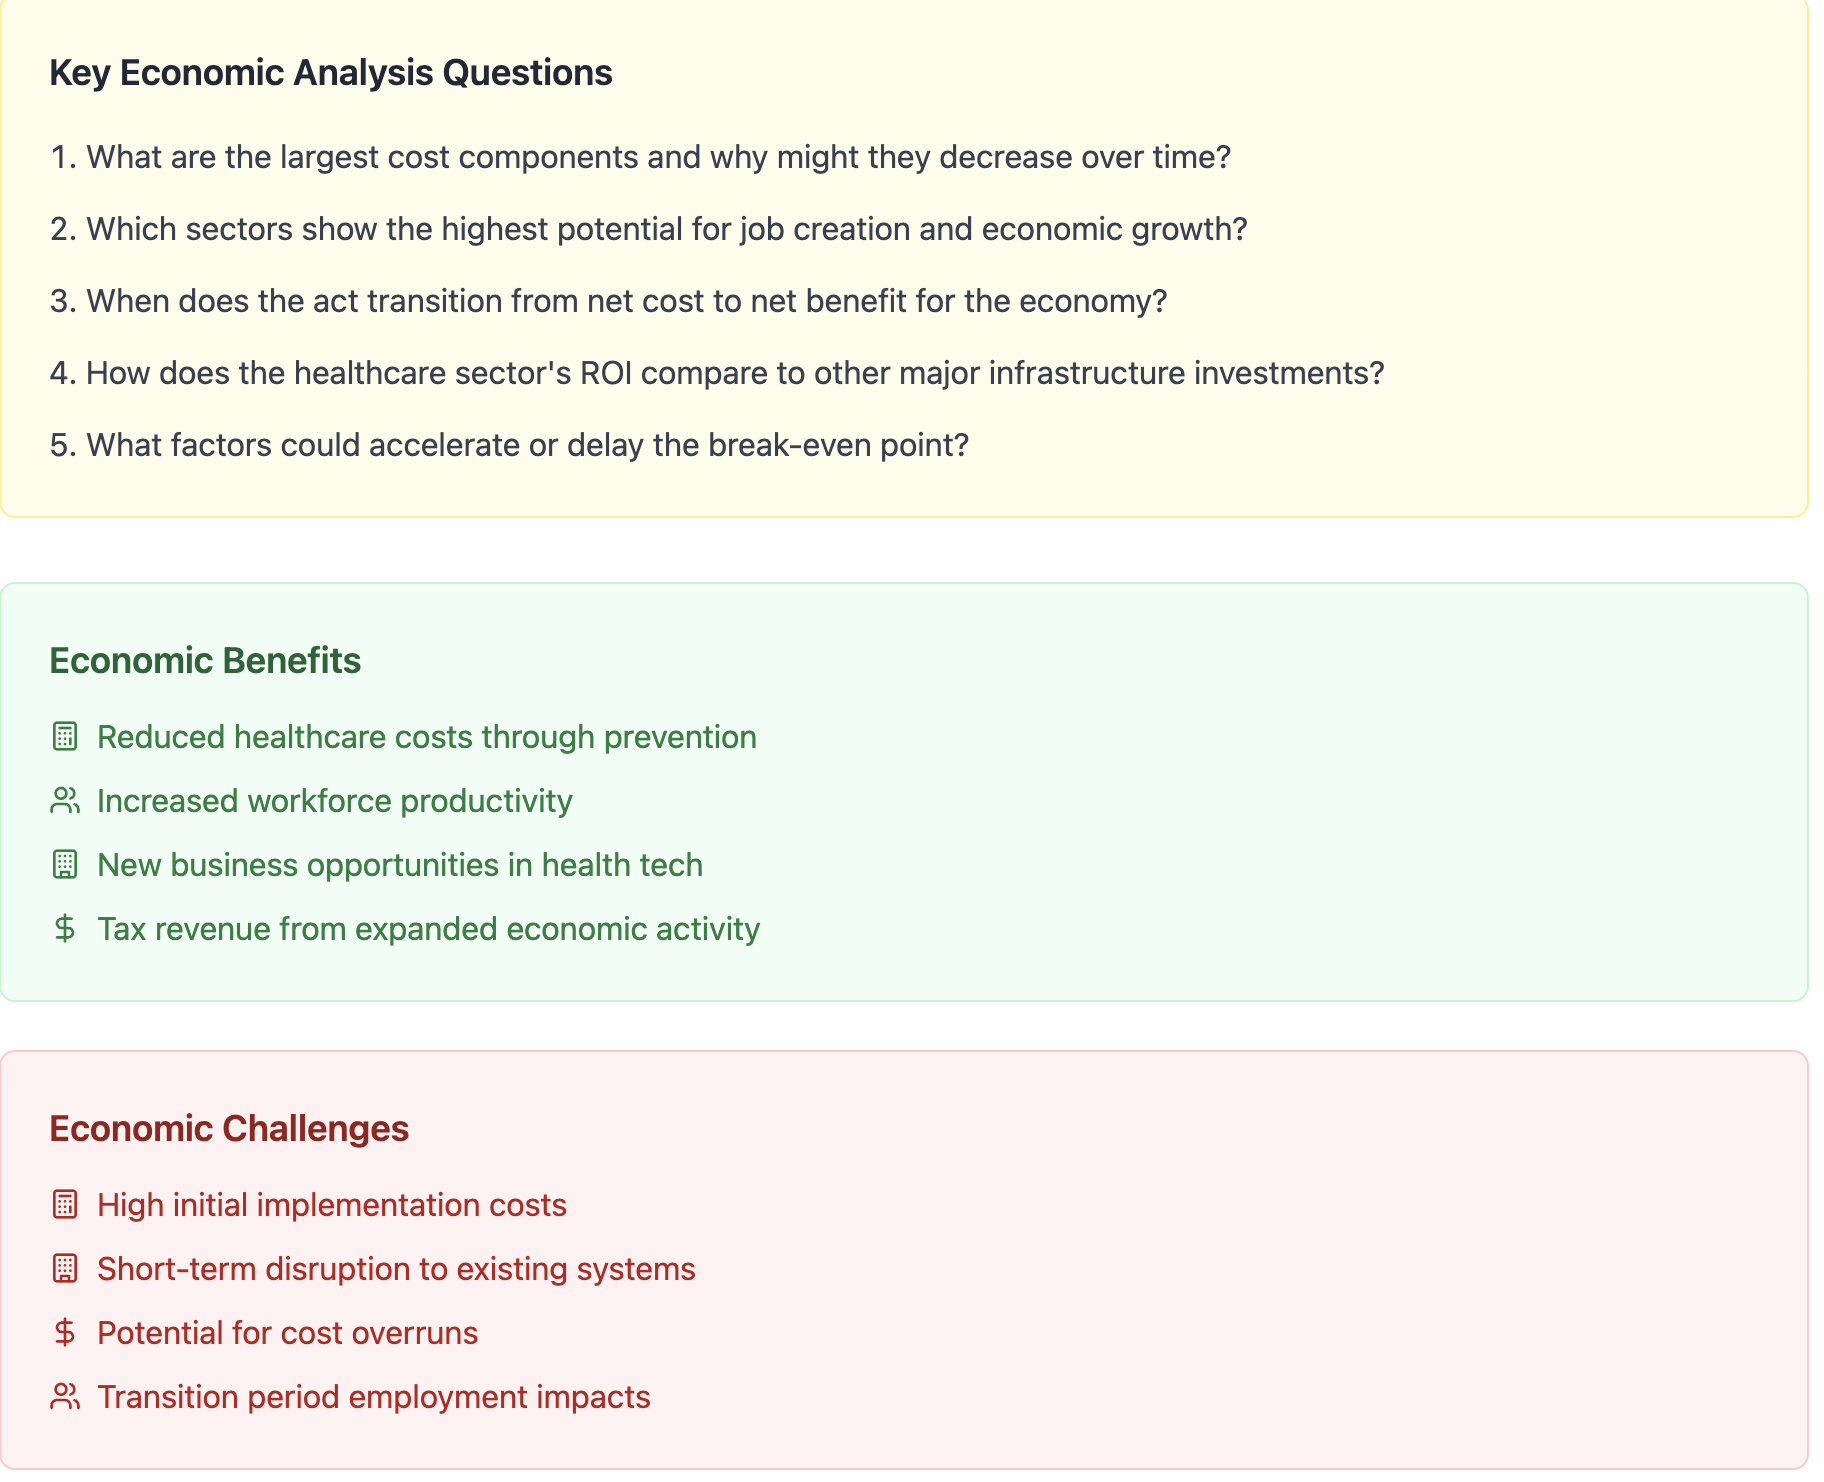 Key Economic Analysis Questions
1. What are the largest cost components and why might they decrease over time?
2. Which sectors show the highest potential for job creation and economic growth?
3. When does the act transition from net cost to net benefit for the economy?
4. How does the healthcare sector's ROI compare to other major infrastructure investments?
5. What factors could accelerate or delay the break-even point?
Economic Benefits
Reduced healthcare costs through prevention
Increased workforce productivity
New business opportunities in health tech
Tax revenue from expanded economic activity
Economic Challenges
High initial implementation costs
Short-term disruption to existing systems
Potential for cost overruns
Transition period employment impacts